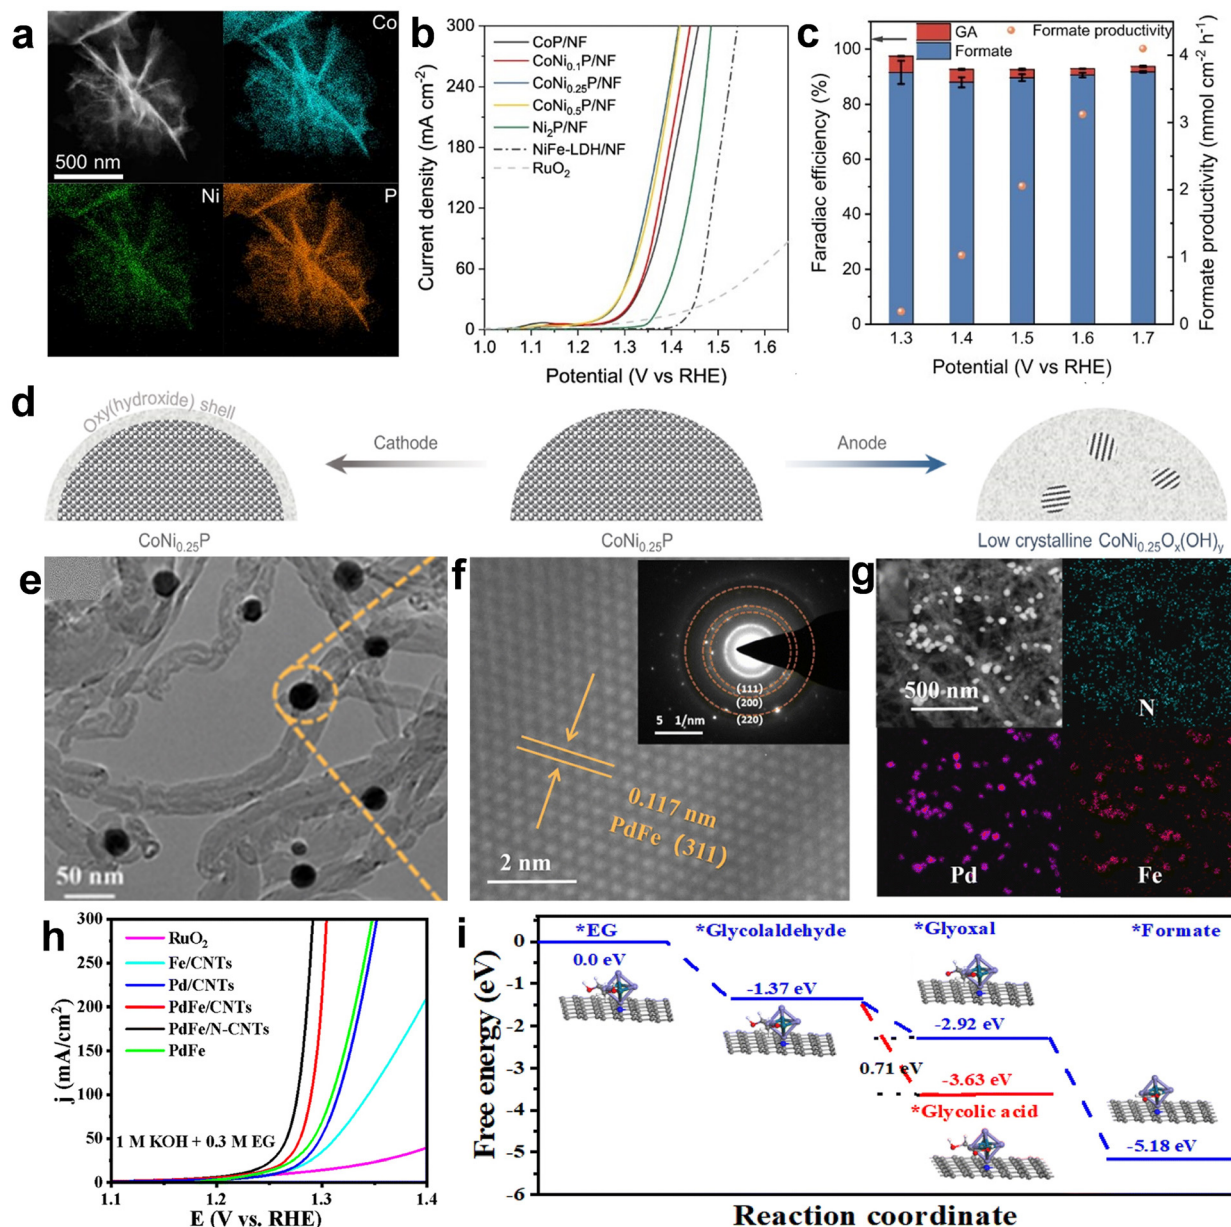 a
Co
500 nm
Ni
P
b
Current density (mA cm⁻²)
300
240
180
120
60
0
CoP/NF
CoNi₀.₁P/NF
CoNi₀.₂₅P/NF
CoNi₀.₅P/NF
Ni₂P/NF
NiFe-LDH/NF
RuO₂
1.0 1.1 1.2 1.3 1.4 1.5 1.6
Potential (V vs RHE)
c
GA
Formate
Formate productivity
Faradiac efficiency (%)
100
80
60
40
20
0
Formate productivity (mmol cm⁻² h⁻¹)
4
3
2
1
0
1.3 1.4 1.5 1.6 1.7
Potential (V vs RHE)
d
Oxy(hydroxide) shell
Cathode
Anode
CoNi₀.₂₅P
CoNi₀.₂₅P
Low crystalline CoNi₀.₂₅Oₓ(OH)ᵧ
e
50 nm
f
(111)
(200)
(220)
5 1/nm
0.117 nm
PdFe (311)
2 nm
g
500 nm
N
Pd
Fe
h
j (mA/cm²)
300
250
200
150
100
50
0
RuO₂
Fe/CNTs
Pd/CNTs
PdFe/CNTs
PdFe/N-CNTs
PdFe
1 M KOH + 0.3 M EG
1.1 1.2 1.3 1.4
E (V vs. RHE)
i
Free energy (eV)
0
-1
-2
-3
-4
-5
-6
*EG
0.0 eV
*Glycolaldehyde
-1.37 eV
*Glyoxal
-2.92 eV
0.71 eV
-3.63 eV
*Glycolic acid
*Formate
-5.18 eV
Reaction coordinate